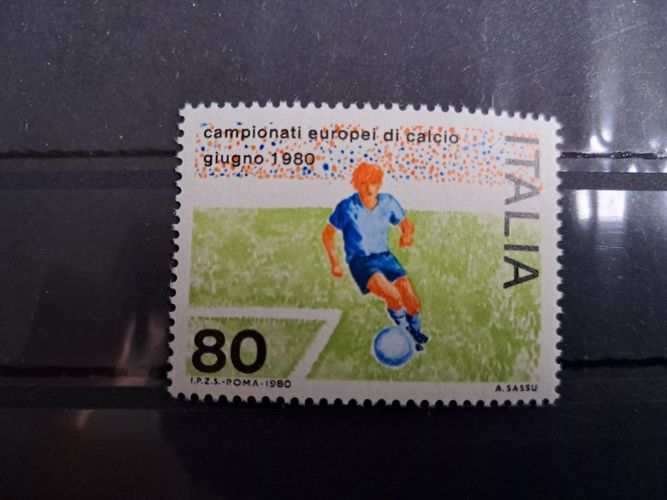 campionati europei di calcio
giugno 1980
ITALIA
80
I.P.Z.S.-ROMA-1980
A. SASSU